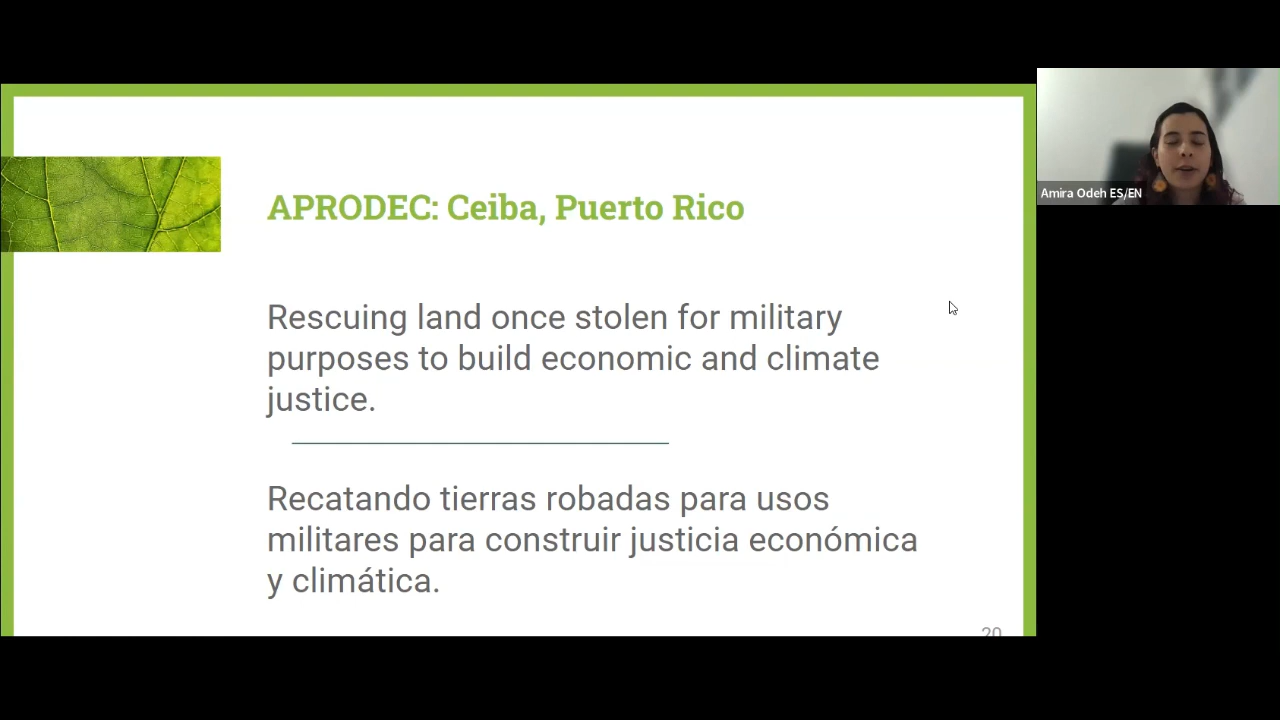 APRODEC: Ceiba, Puerto Rico
Rescuing land once stolen for military
purposes to build economic and climate
justice.
Recatando tierras robadas para usos
militares para construir justicia económica
y climática.
20
Amira Odeh ES/EN